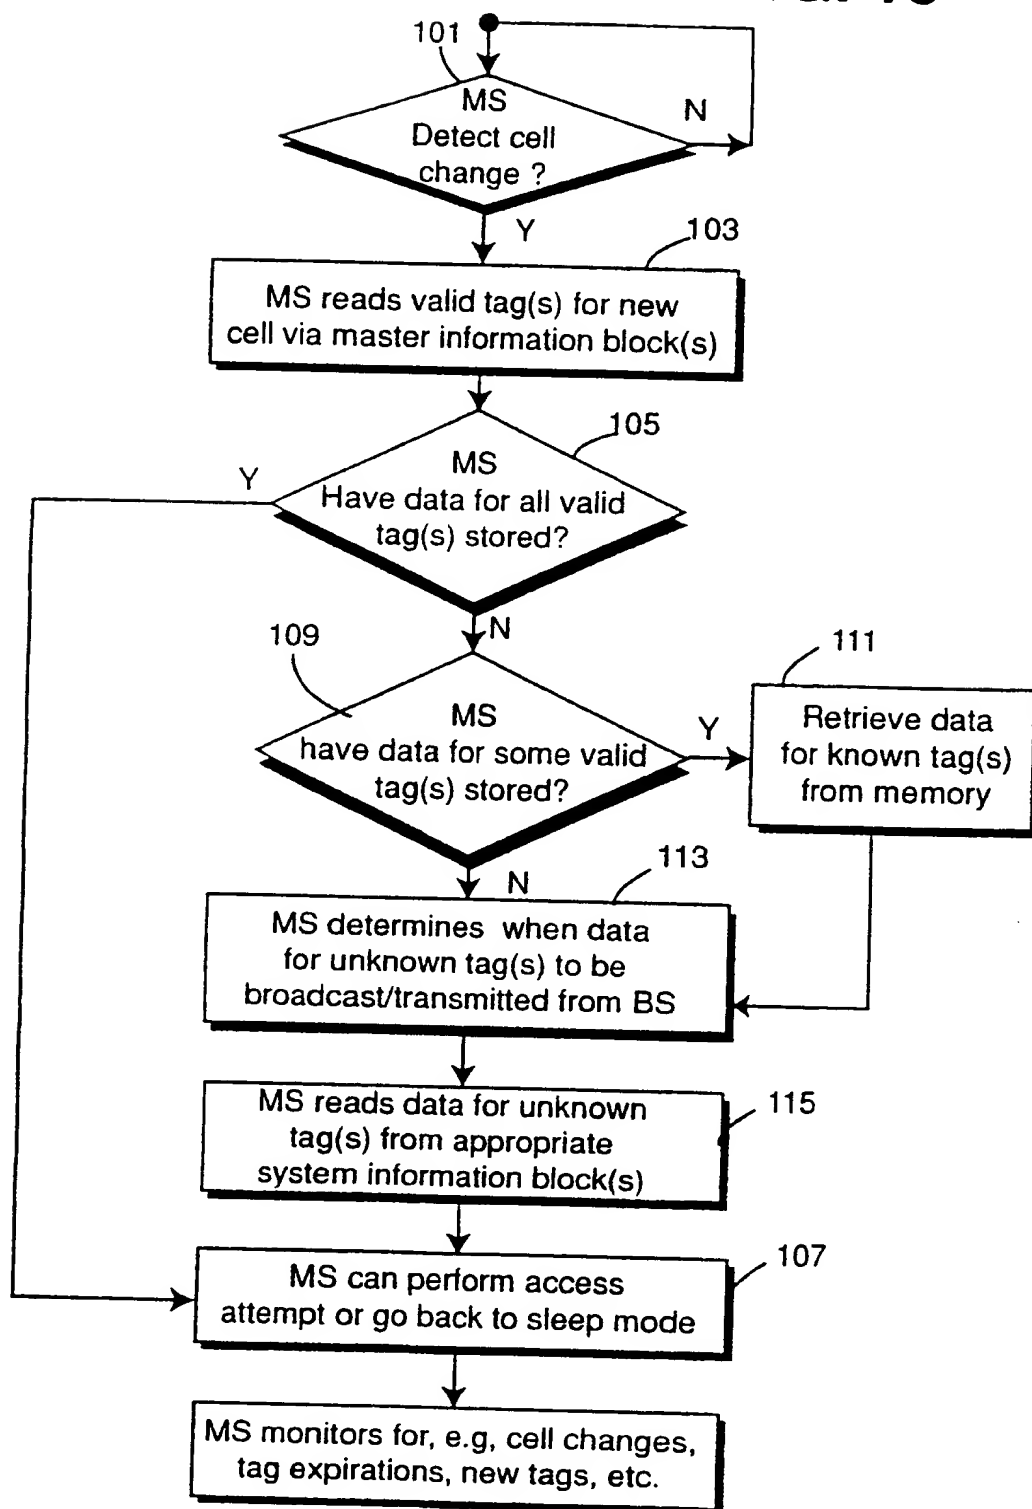 101
MS
Detect cell
change ?
N
Y
103
MS reads valid tag(s) for new
cell via master information block(s)
105
Y
MS
Have data for all valid
tag(s) stored?
N
109
MS
have data for some valid
tag(s) stored?
Y
111
Retrieve data
for known tag(s)
from memory
N
113
MS determines when data
for unknown tag(s) to be
broadcast/transmitted from BS
MS reads data for unknown
tag(s) from appropriate
system information block(s)
115
107
MS can perform access
attempt or go back to sleep mode
MS monitors for, e.g, cell changes,
tag expirations, new tags, etc.